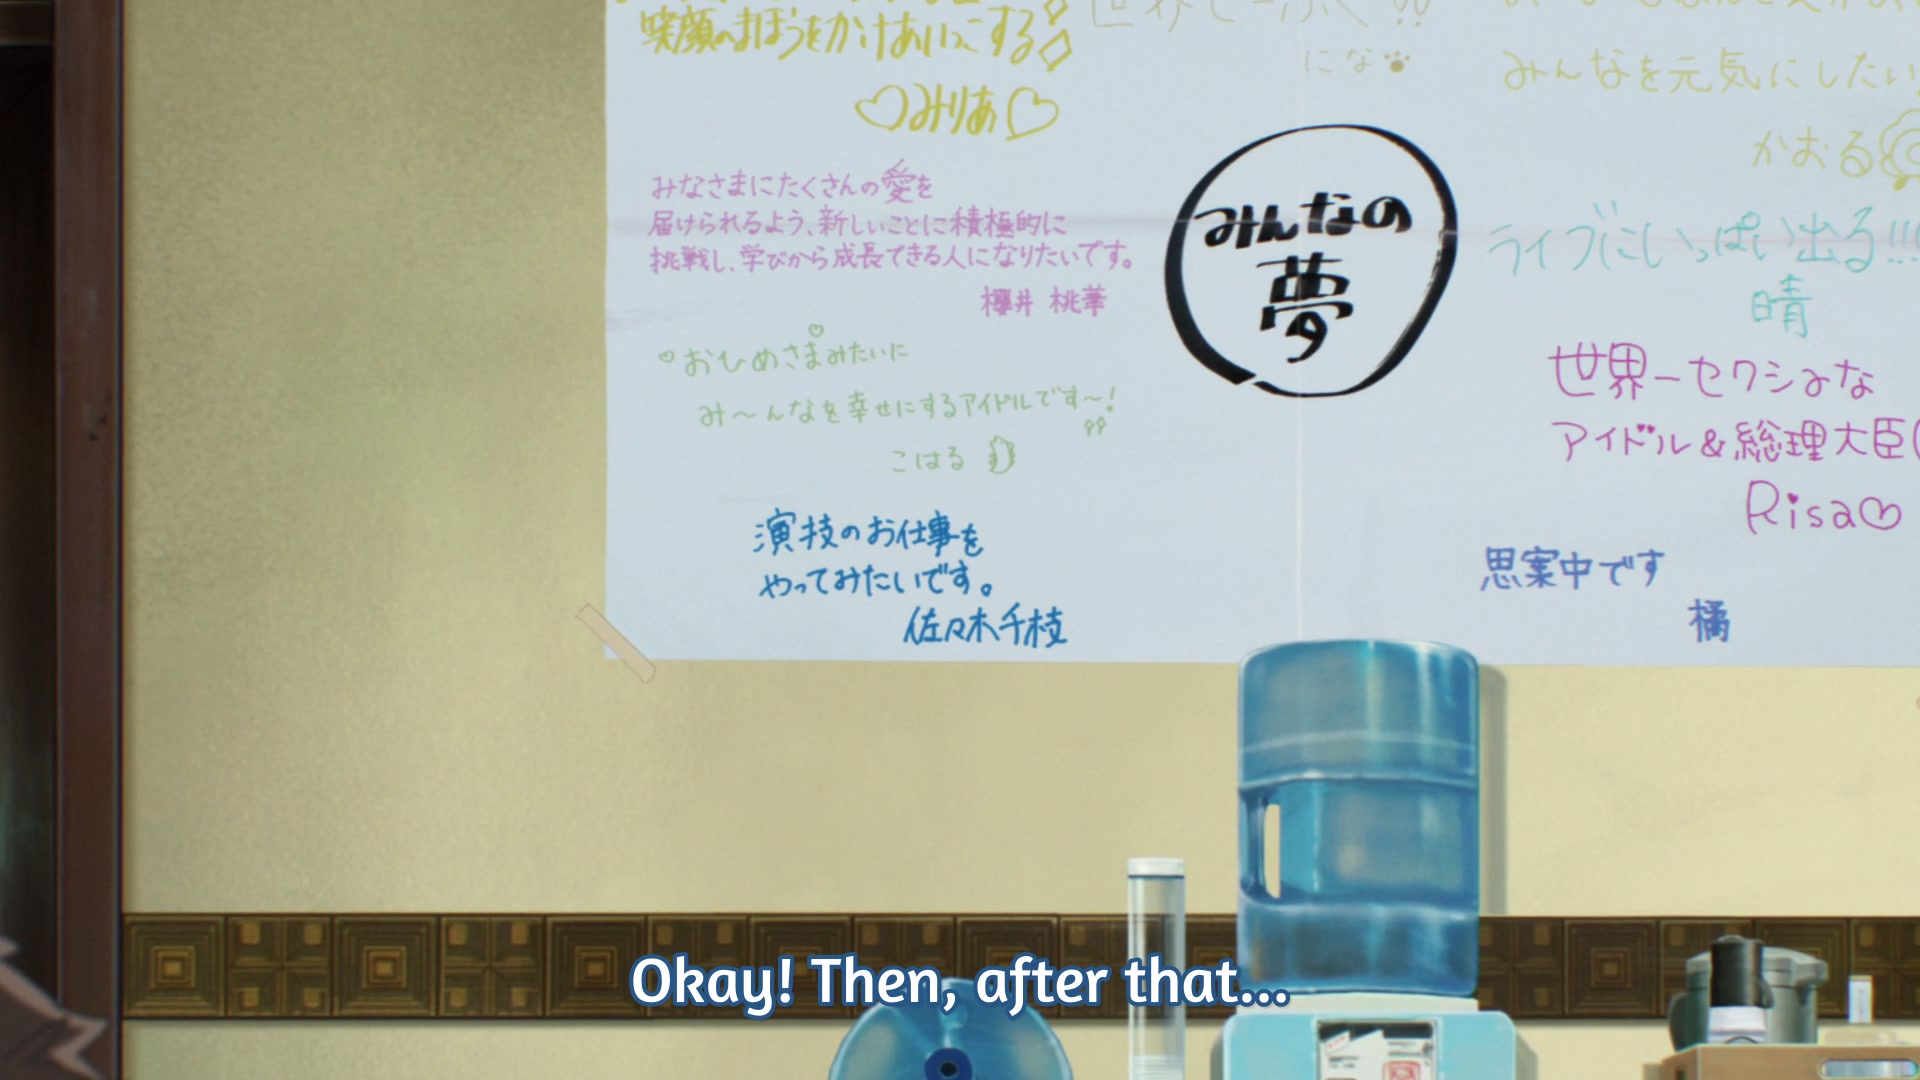 笑顔のまほうをかけあいっこする
みりあ
にな
みんなを元気にしたい
かおる
みなさまにたくさんの愛を
届けられるよう、新しいことに積極的に
挑戦し、学びから成長できる人になりたいです。
櫻井 桃華
みんなの
夢
ライブにいっぱい出る!!!
晴
おひめさまみたいに
み〜んなを幸せにするアイドルです〜!
こはる
世界一セクシーな
アイドル&総理大臣
Risa
演技のお仕事を
やってみたいです。
佐々木千枝
思案中です
橘
Okay! Then, after that...